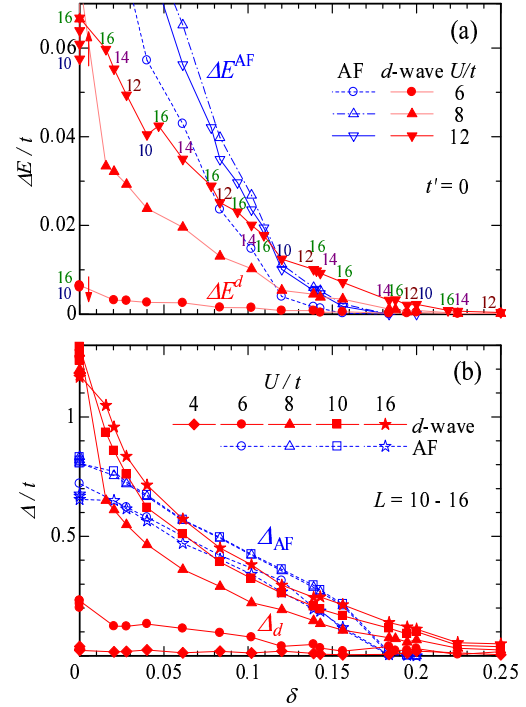 (a)
AF d-wave U/t
6
8
12
t' = 0
ΔE^AF
ΔE^d
ΔE / t
0.06
0.04
0.02
0
16
10
16
14
12
10
16
14
16
12
14
16
10
12
16
14
14
16
12
10
16
14
12
16
10
(b)
U / t
4 6 8 10 16
d-wave
AF
L = 10 - 16
Δ_AF
Δ_d
Δ / t
1
0.5
0
0 0.05 0.1 0.15 0.2 0.25
δ